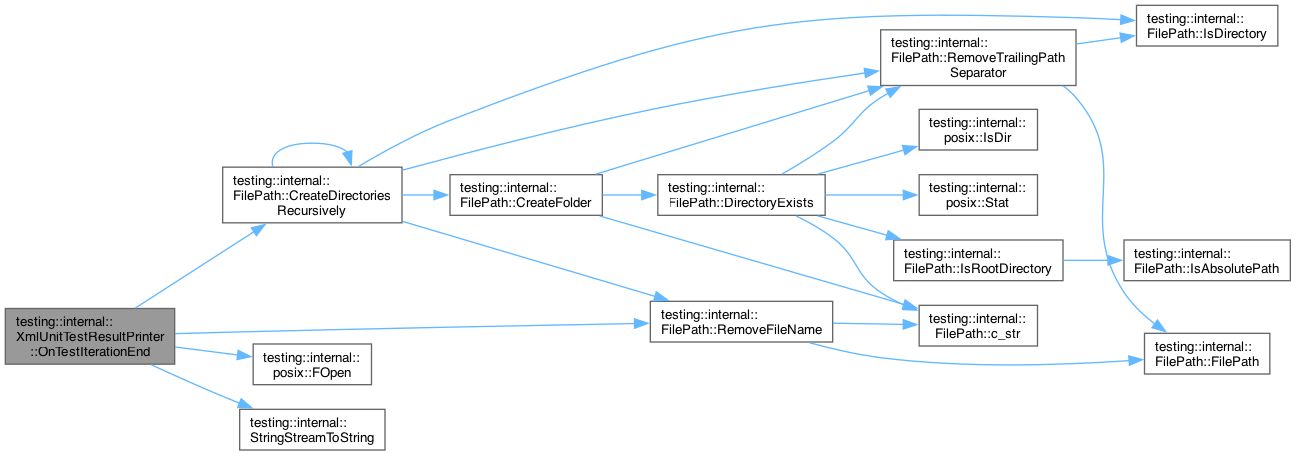 testing::internal::
XmlUnitTestResultPrinter
::OnTestIterationEnd
testing::internal::
FilePath::CreateDirectories
Recursively
testing::internal::
posix::FOpen
testing::internal::
StringStreamToString
testing::internal::
FilePath::CreateFolder
testing::internal::
FilePath::DirectoryExists
testing::internal::
FilePath::RemoveFileName
testing::internal::
FilePath::RemoveTrailingPath
Separator
testing::internal::
posix::IsDir
testing::internal::
posix::Stat
testing::internal::
FilePath::IsRootDirectory
testing::internal::
FilePath::c_str
testing::internal::
FilePath::IsDirectory
testing::internal::
FilePath::IsAbsolutePath
testing::internal::
FilePath::FilePath